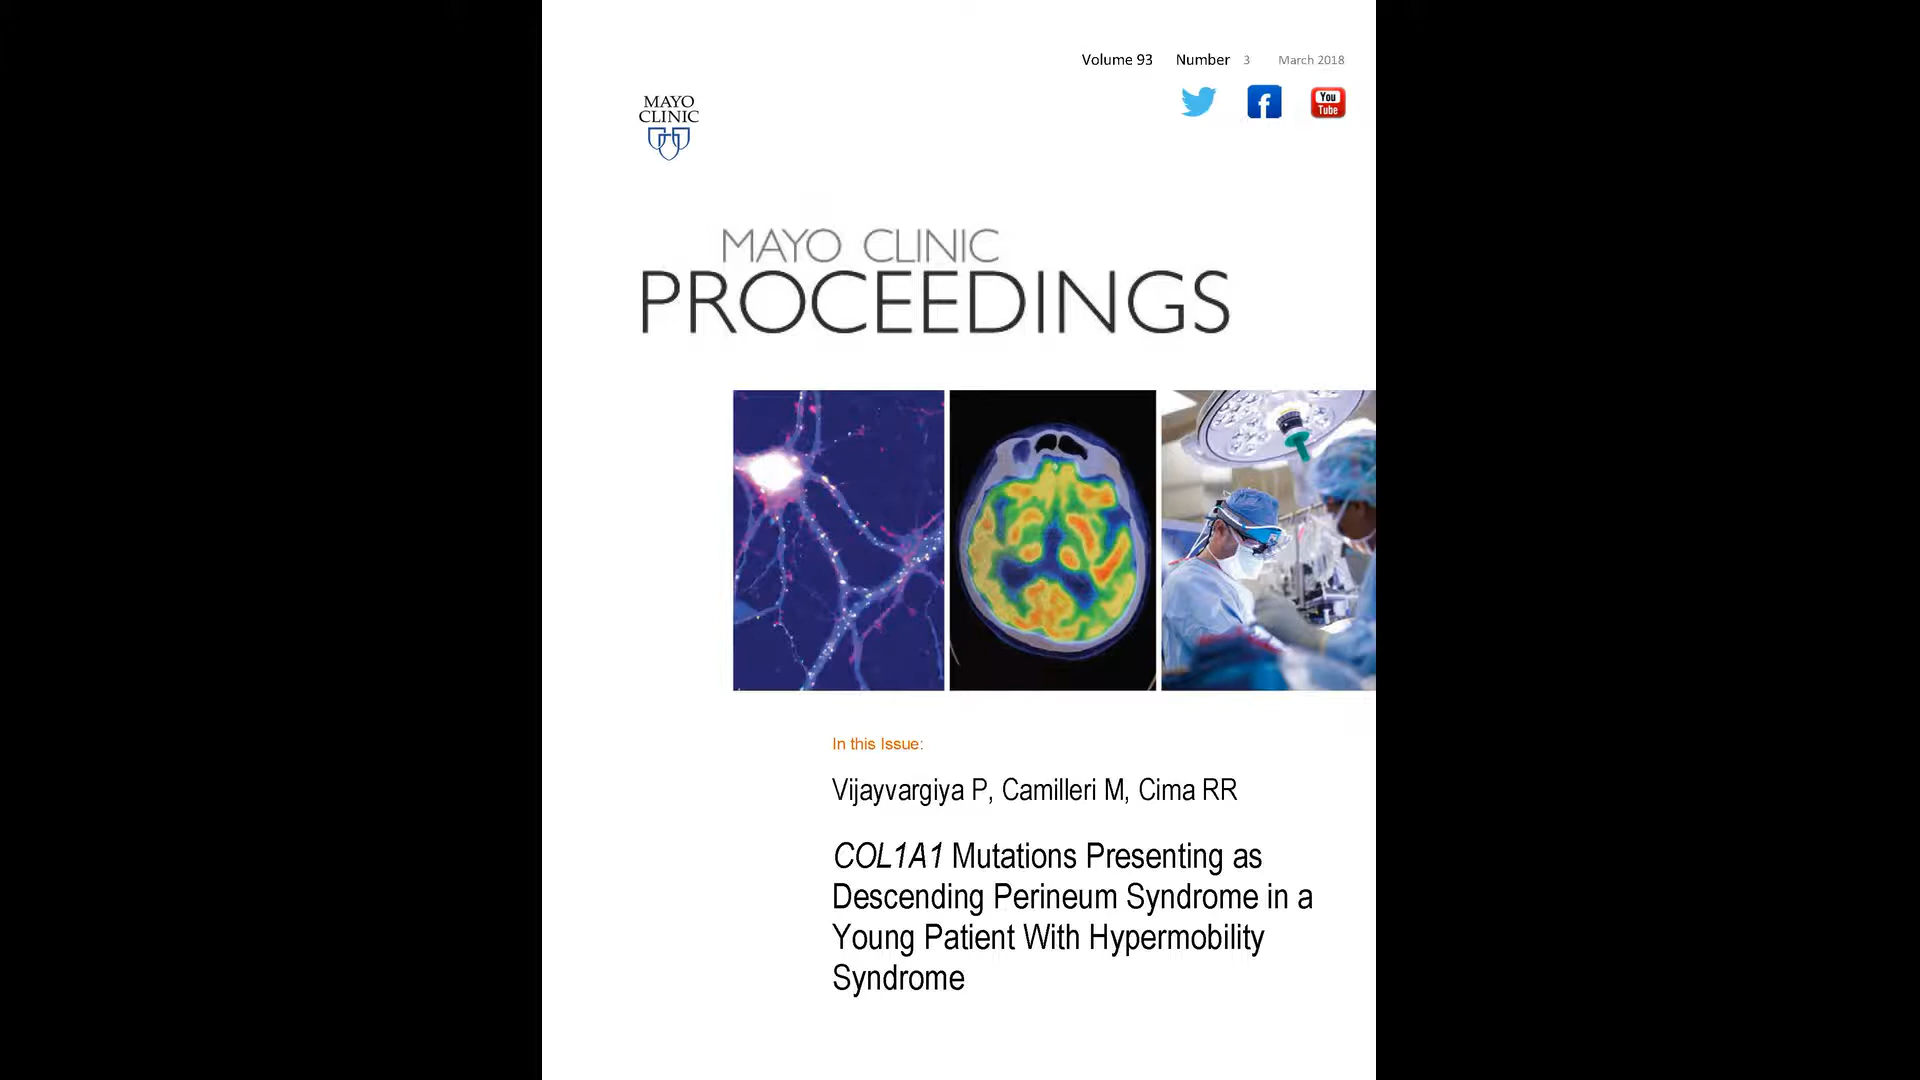 Volume 93 Number 3 March 2018
You
Tube
MAYO
CLINIC
MAYO CLINIC
PROCEEDINGS
In this Issue:
Vijayvargiya P, Camilleri M, Cima RR
COL1A1 Mutations Presenting as
Descending Perineum Syndrome in a
Young Patient With Hypermobility
Syndrome